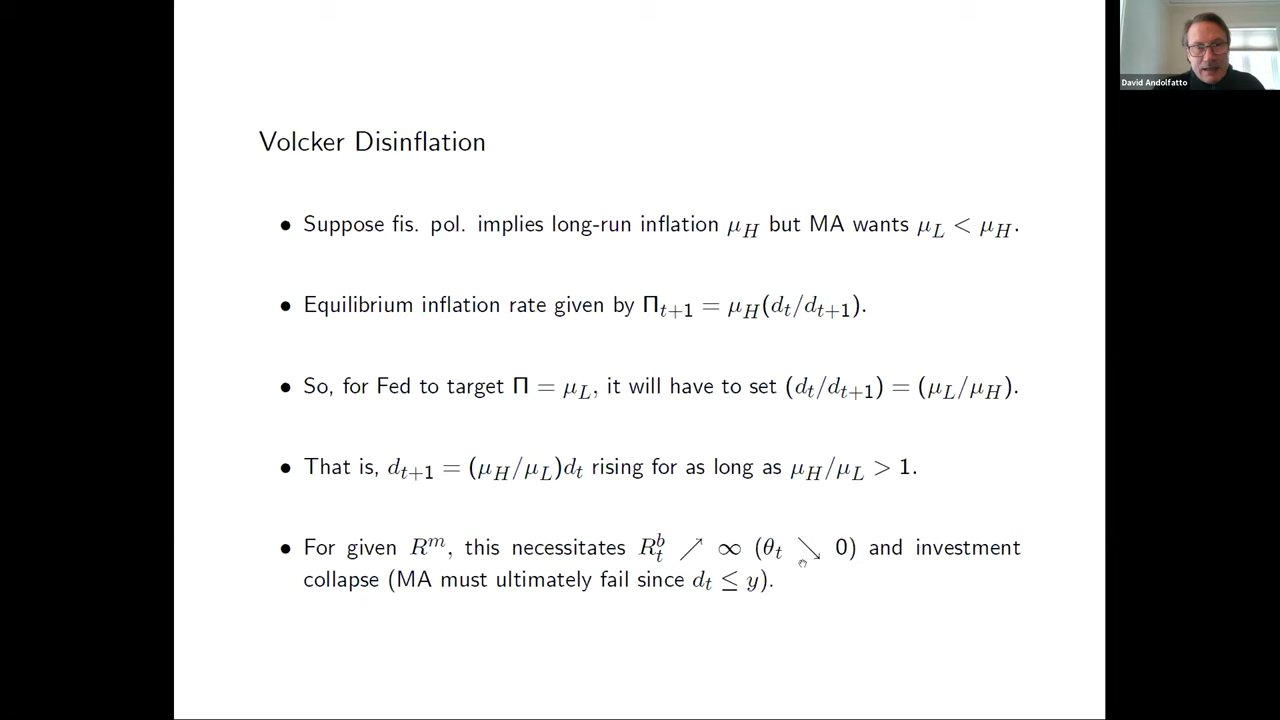 David Andolfatto
Volcker Disinflation
• Suppose fis. pol. implies long-run inflation μ_H but MA wants μ_L < μ_H.
• Equilibrium inflation rate given by Π_{t+1} = μ_H(d_t/d_{t+1}).
• So, for Fed to target Π = μ_L, it will have to set (d_t/d_{t+1}) = (μ_L/μ_H).
• That is, d_{t+1} = (μ_H/μ_L)d_t rising for as long as μ_H/μ_L > 1.
• For given R^m, this necessitates R^b_t ↗ ∞ (θ_t ↘ 0) and investment
collapse (MA must ultimately fail since d_t ≤ y).